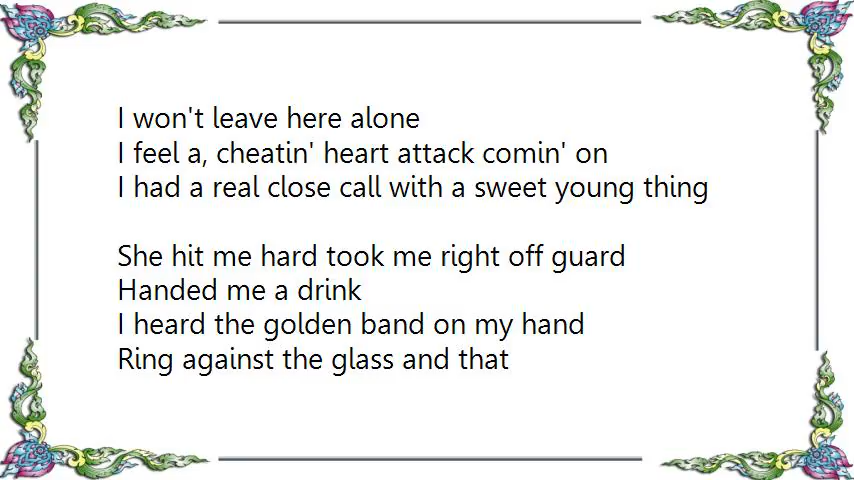 I won't leave here alone
I feel a, cheatin' heart attack comin' on
I had a real close call with a sweet young thing
She hit me hard took me right off guard
Handed me a drink
I heard the golden band on my hand
Ring against the glass and that